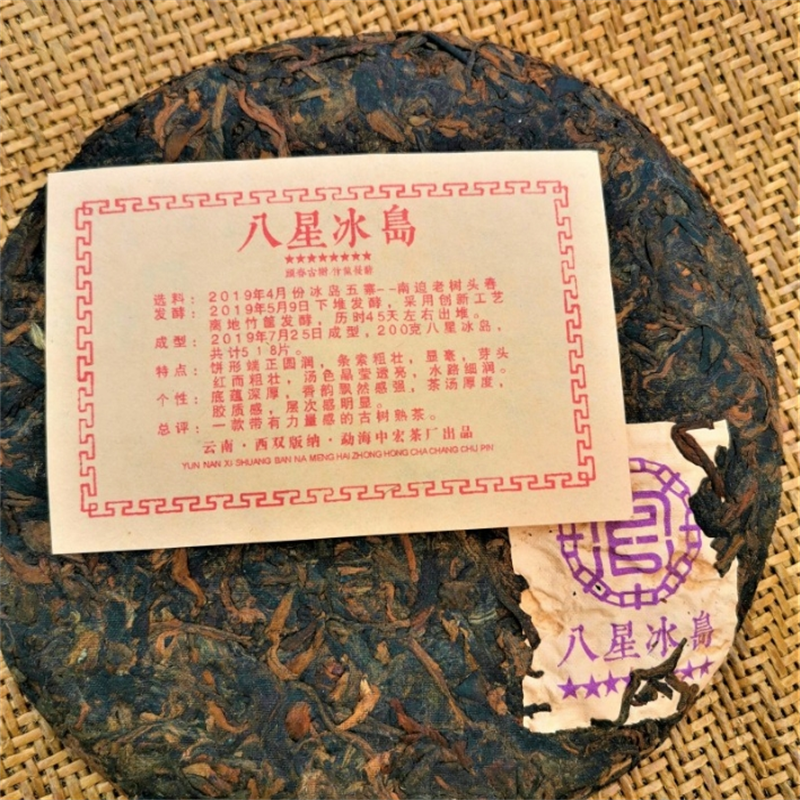 八星冰島
★★★★★★★★
选料：2019年4月份冰岛五寨--南迫老树头春
发酵：2019年5月9日下堆发酵，采用创新工艺
离地竹筐发酵，历时45天左右出堆。
成型：2019年7月25日成型，200克八星冰岛，
共计518片。
特点：饼形端正圆润，条索粗壮，显毫，芽头
红而粗壮，汤色晶莹透亮，水路细润。
个性：底蕴深厚，香韵飘然感强，茶汤厚度，
胶质感，层次感明显。
总评：一款带有力量感的古树熟茶。
云南·西双版纳·勐海中宏茶厂出品
YUN NAN XI SHUANG BAN NA MENG HAI ZHONG HONG CHA CHANG CHU PIN
八星冰島